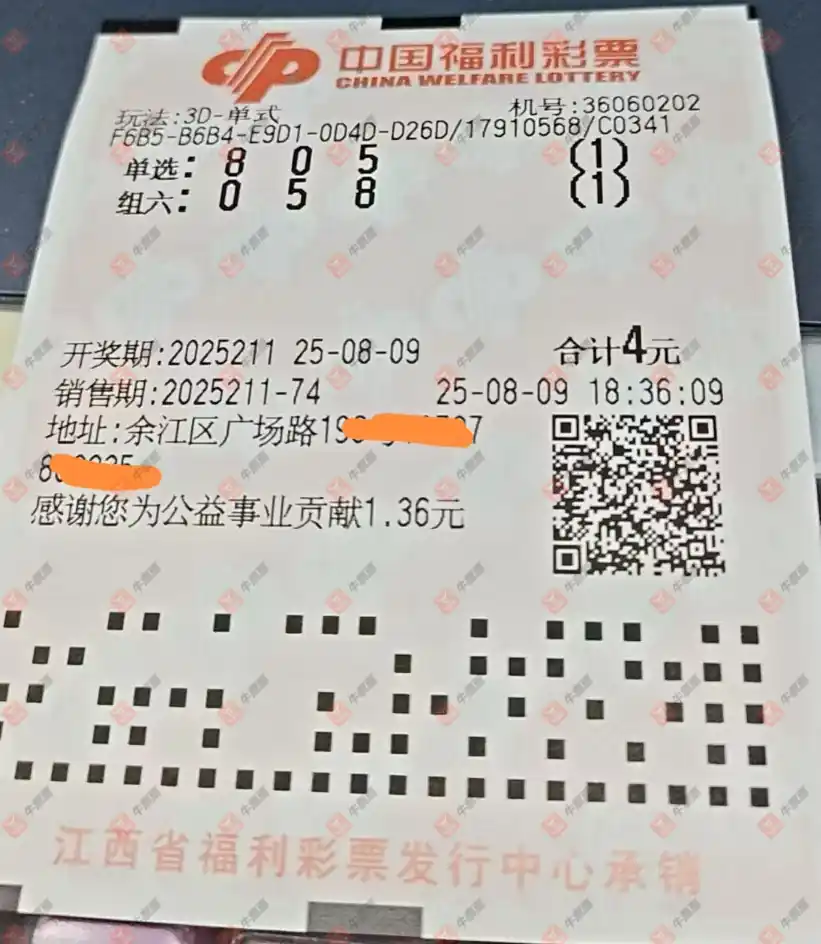 中国福利彩票
CHINA WELFARE LOTTERY
玩法:3D-单式 机号:36060202
F6B5-B6B4-E9D1-0D4D-D26D/17910568/C0341
单选: 8 0 5 (1)
组六: 0 5 8 (1)
开奖期:2025211 25-08-09 合计4元
销售期:2025211-74 25-08-09 18:36:09
地址:余江区广场路19
感谢您为公益事业贡献1.36元
江西省福利彩票发行中心承销